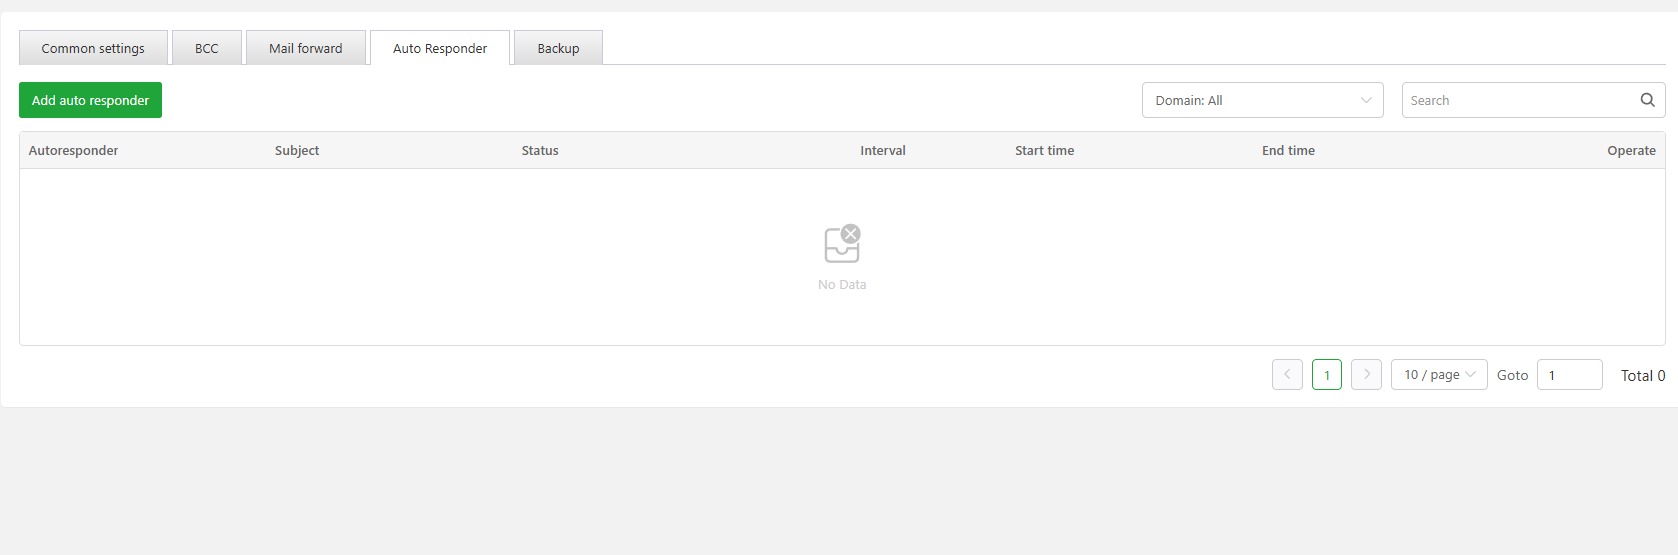 Common settings BCC Mail forward Auto Responder Backup
Add auto responder Domain: All Search
Autoresponder Subject Status Interval Start time End time Operate
No Data
1 10 / page Goto 1 Total 0